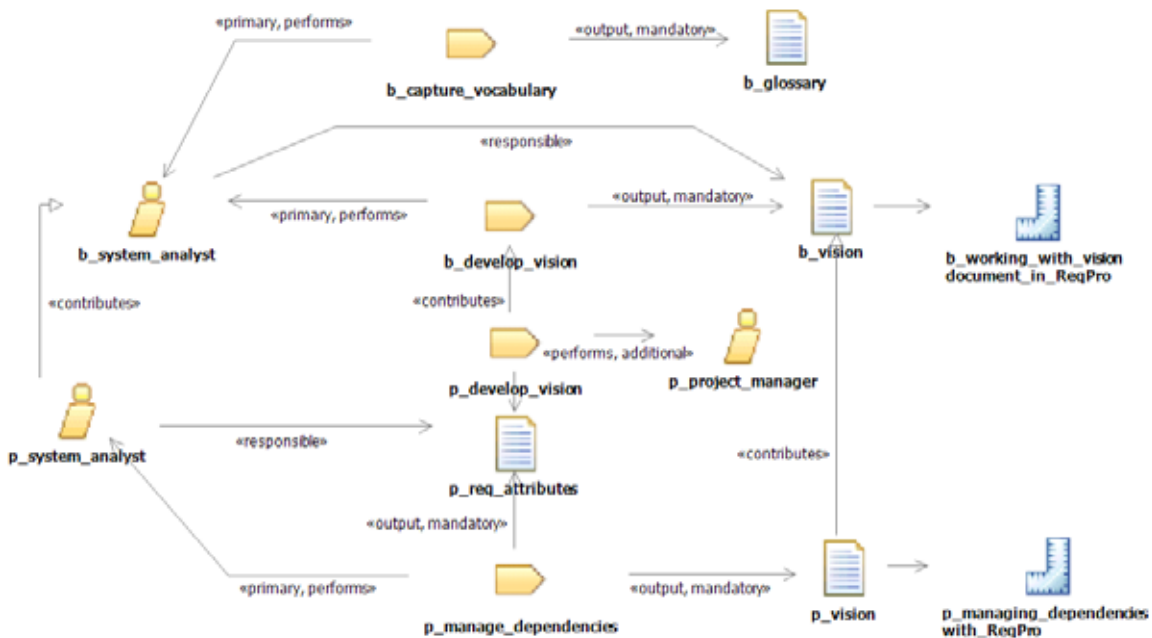 «primary, performs»
«output, mandatory»
b_capture_vocabulary
b_glossary
«responsible»
«primary, performs»
«output, mandatory»
b_system_analyst
b_develop_vision
b_vision
b_working_with_vision
document_in_ReqPro
«contributes»
«contributes»
«performs, additional»
p_develop_vision
p_project_manager
p_system_analyst
«responsible»
«contributes»
p_req_attributes
«output, mandatory»
«primary, performs»
«output, mandatory»
p_manage_dependencies
p_vision
p_managing_dependencies
with_ReqPro